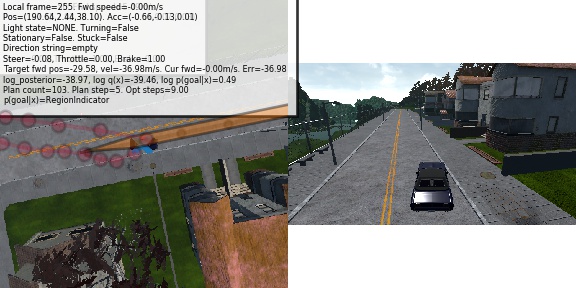 Local frame=255: Fwd speed=-0.00m/s
Pos=(190.64,2.44,38.10). Acc=(-0.66,-0.13,0.01)
Light state=NONE. Turning=False
Stationary=False. Stuck=False
Direction string=empty
Steer=-0.08, Throttle=0.00, Brake=1.00
Target fwd pos=-29.58, vel=-36.98m/s. Cur fwd=-0.00m/s. Err=-36.98
log_posterior=-38.97, log q(x)=-39.46, log p(goal|x)=0.49
Plan count=103. Plan step=5. Opt steps=9.00
p(goal|x)=RegionIndicator